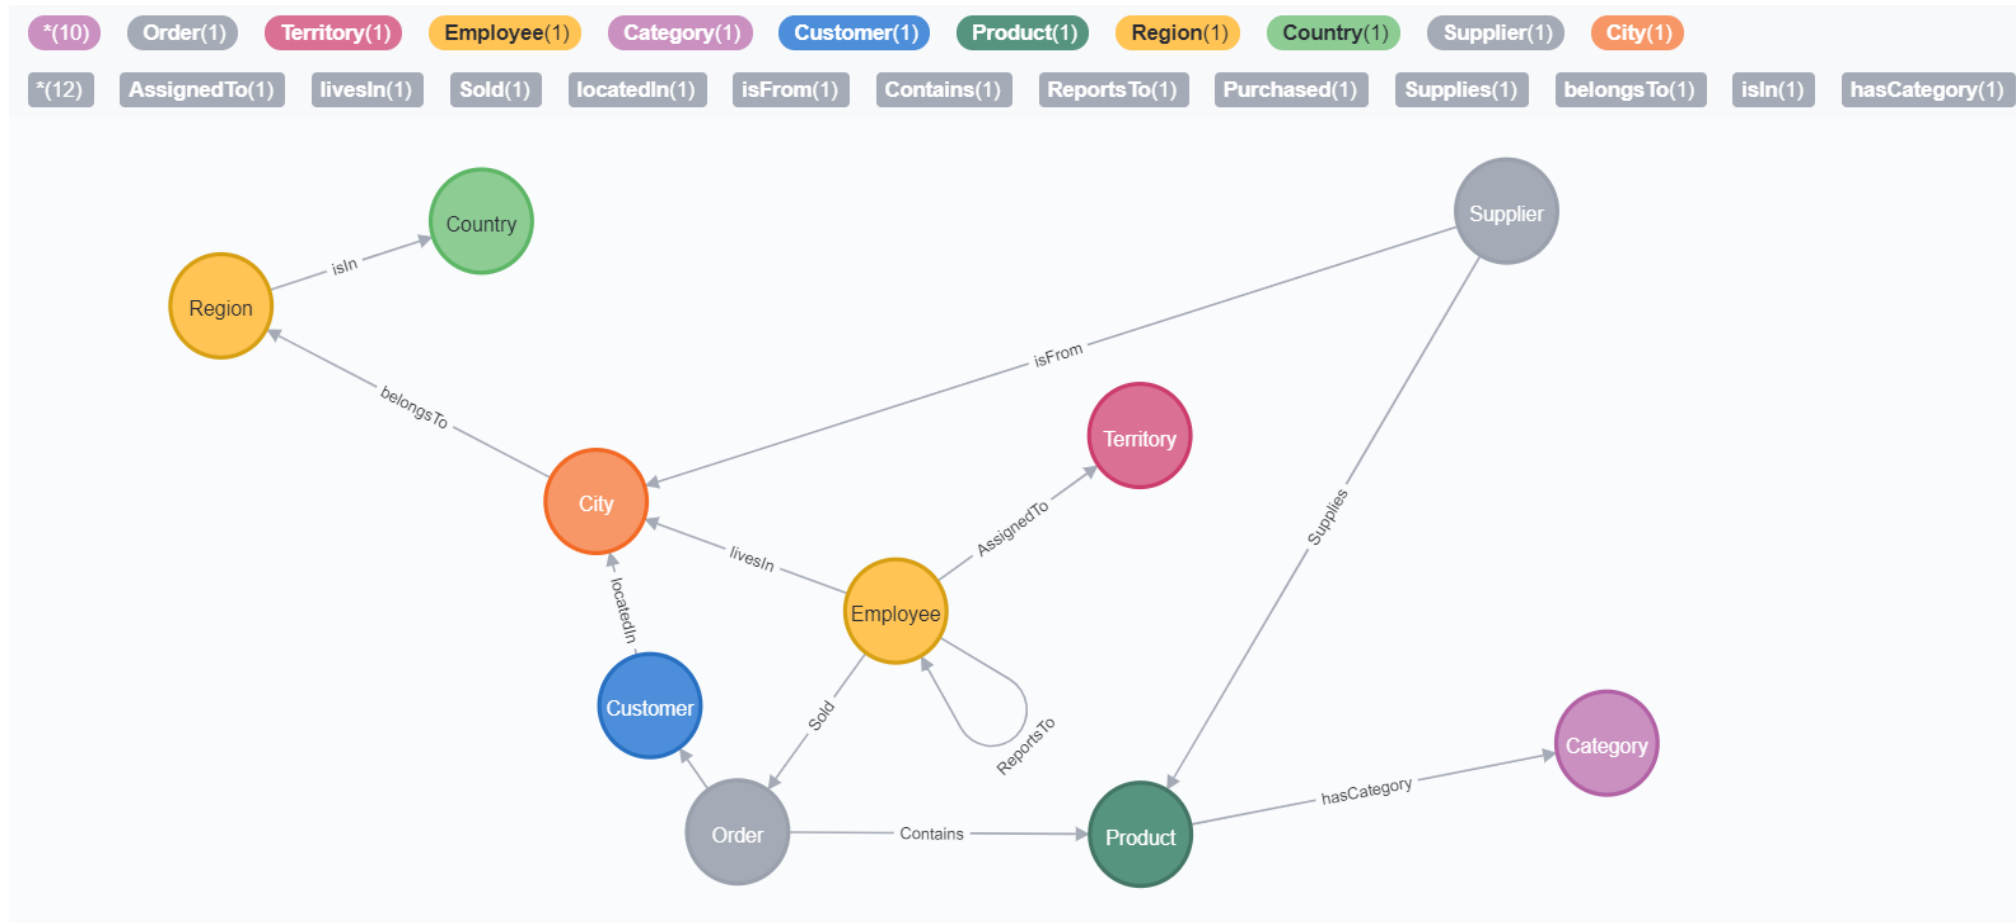 *(10) Order(1) Territory(1) Employee(1) Category(1) Customer(1) Product(1) Region(1) Country(1) Supplier(1) City(1)
*(12) AssignedTo(1) livesIn(1) Sold(1) locatedIn(1) isFrom(1) Contains(1) ReportsTo(1) Purchased(1) Supplies(1) belongsTo(1) isIn(1) hasCategory(1)
Supplier
Country
isIn
Region
isFrom
belongsTo
Territory
City
Supplies
AssignedTo
livesIn
locatedIn
Employee
Customer
Sold
ReportsTo
Category
hasCategory
Order
Contains
Product